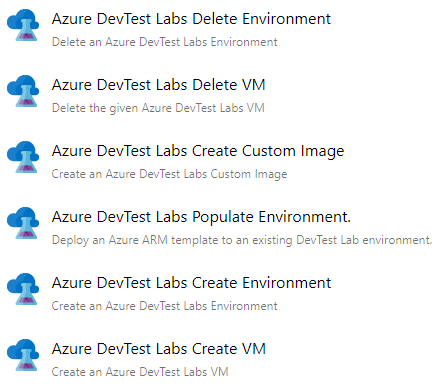 Azure DevTest Labs Delete Environment
Delete an Azure DevTest Labs Environment
Azure DevTest Labs Delete VM
Delete the given Azure DevTest Labs VM
Azure DevTest Labs Create Custom Image
Create an Azure DevTest Labs Custom Image
Azure DevTest Labs Populate Environment.
Deploy an Azure ARM template to an existing DevTest Lab environment.
Azure DevTest Labs Create Environment
Create an Azure DevTest Labs Environment
Azure DevTest Labs Create VM
Create an Azure DevTest Labs VM